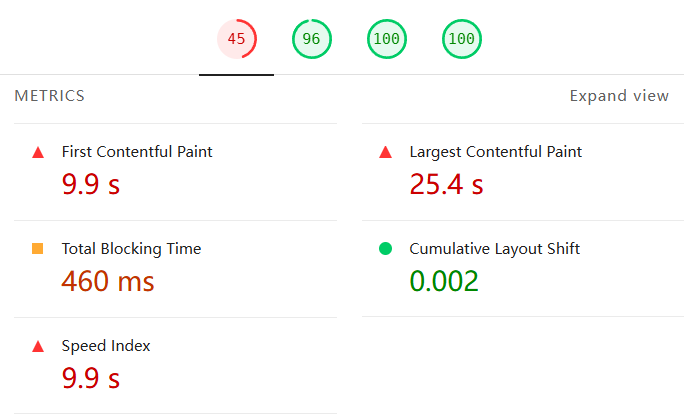 45 96 100 100
METRICS Expand view
First Contentful Paint
9.9 s
Largest Contentful Paint
25.4 s
Total Blocking Time
460 ms
Cumulative Layout Shift
0.002
Speed Index
9.9 s